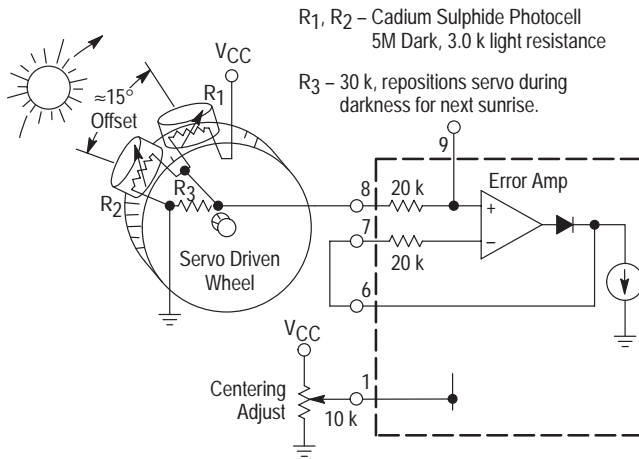 R1, R2 – Cadium Sulphide Photocell
5M Dark, 3.0 k light resistance
R3 – 30 k, repositions servo during
darkness for next sunrise.
VCC
≈15°
Offset
R1
R2
R3
Servo Driven
Wheel
9
8
20 k
Error Amp
+
7
–
20 k
6
VCC
Centering
Adjust
10 k
1